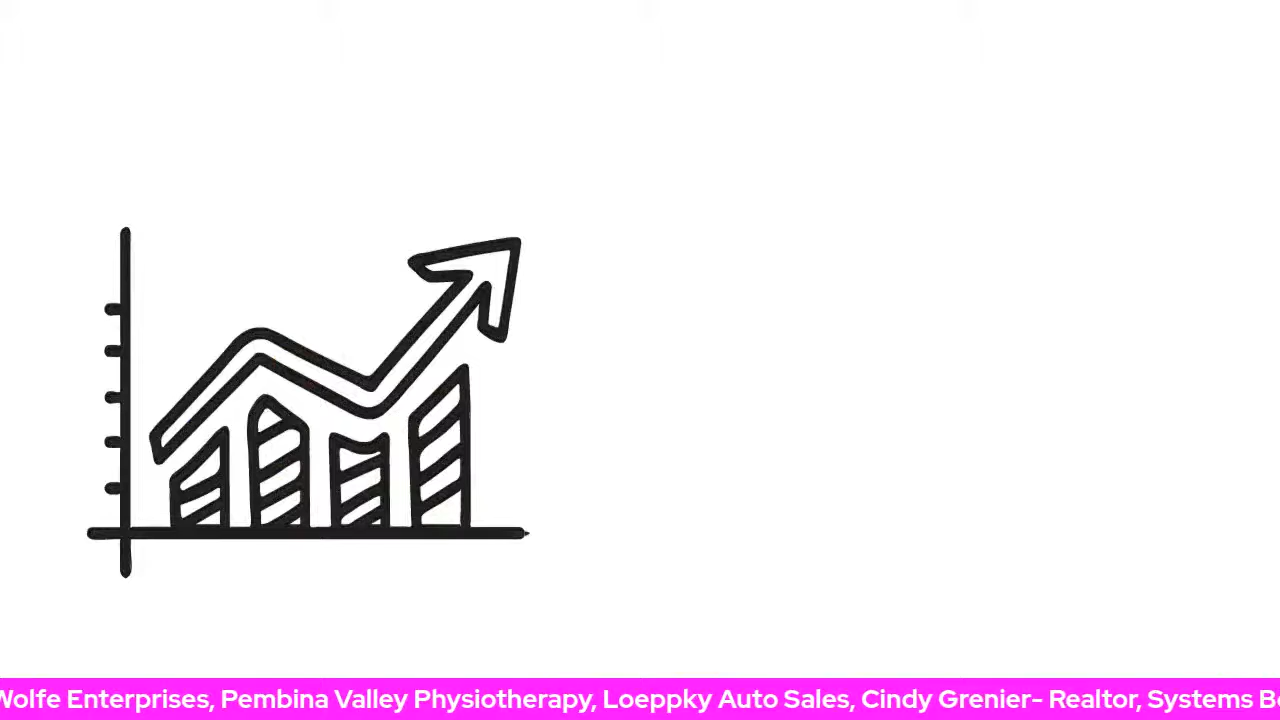 Wolfe Enterprises, Pembina Valley Physiotherapy, Loeppky Auto Sales, Cindy Grenier- Realtor, Systems